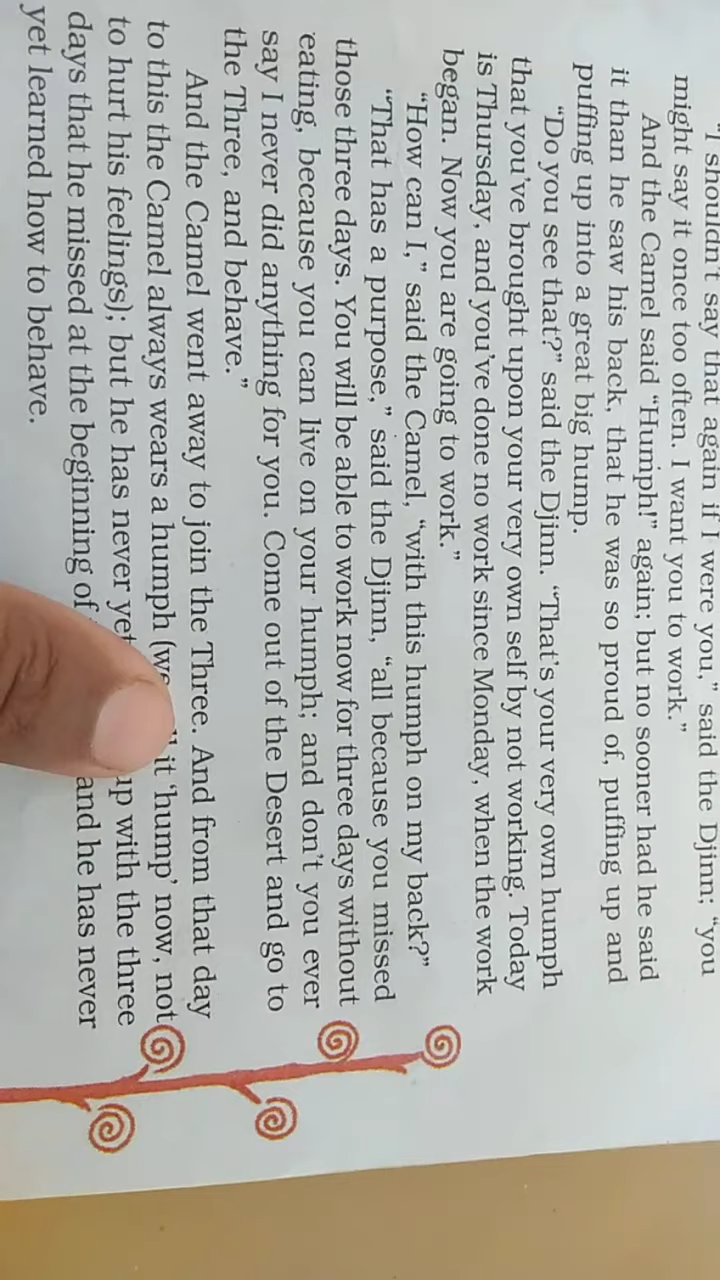 "I shouldn't say that again if I were you," said the Djinn; "you
might say it once too often. I want you to work."
And the Camel said "Humph!" again; but no sooner had he said
it than he saw his back, that he was so proud of, puffing up and
puffing up into a great big hump.
"Do you see that?" said the Djinn. "That's your very own humph
that you've brought upon your very own self by not working. Today
is Thursday, and you've done no work since Monday, when the work
began. Now you are going to work."
"How can I," said the Camel, "with this humph on my back?"
"That has a purpose," said the Djinn, "all because you missed
those three days. You will be able to work now for three days without
eating, because you can live on your humph; and don't you ever
say I never did anything for you. Come out of the Desert and go to
the Three, and behave."
And the Camel went away to join the Three. And from that day
to this the Camel always wears a humph (we it 'hump' now, not
to hurt his feelings); but he has never yet up with the three
days that he missed at the beginning of and he has never
yet learned how to behave.